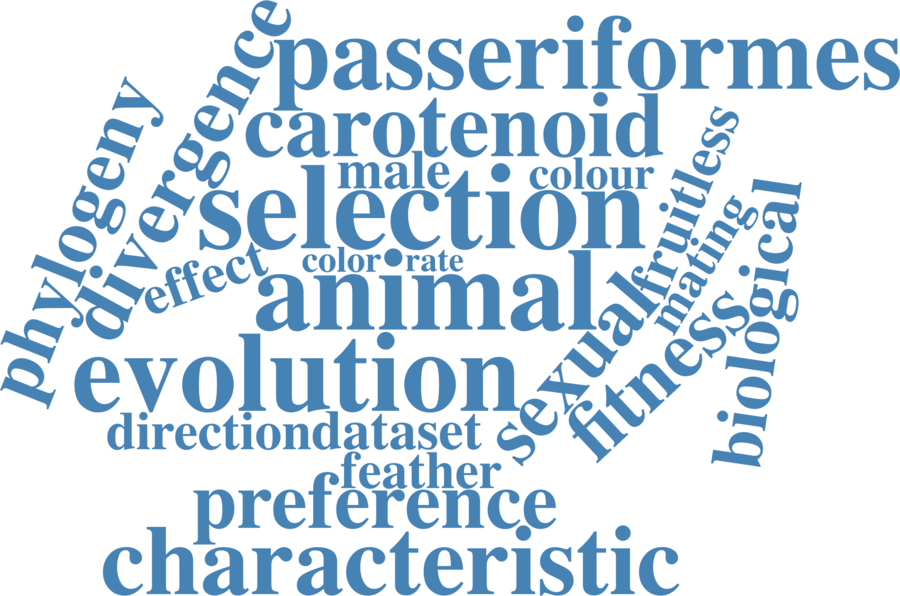 passeriformes
phylogeny
divergence
carotenoid
male
colour
selection
fruitless
mating
effect
color
rate
animal
sexual
fitness
biological
evolution
direction
dataset
feather
preference
characteristic